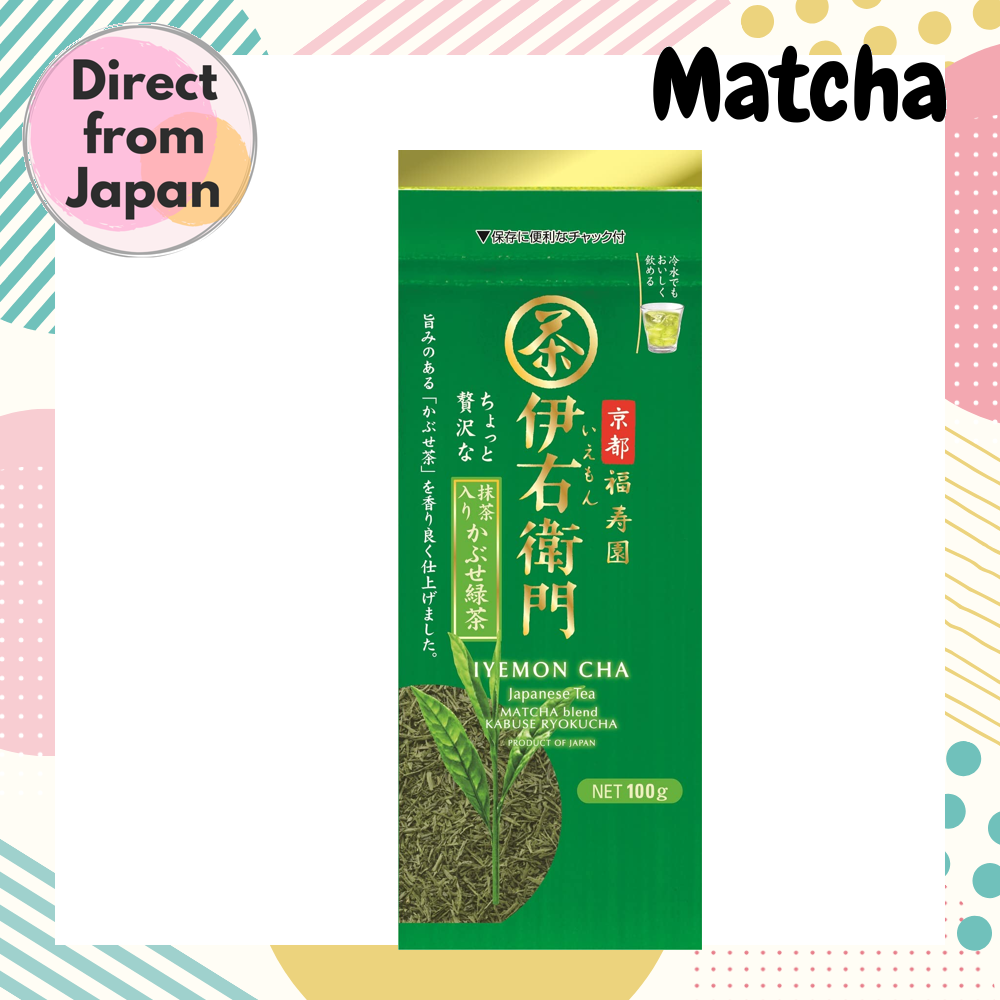 Direct
from
Japan
Matcha
▼保存に便利なチャック付
冷水でも
おいしく
飲める
茶
京都 福寿園
伊右衛門
いえもん
ちょっと
贅沢な
抹茶
入り
かぶせ緑茶
旨みのある「かぶせ茶」を香り良く仕上げました。
IYEMON CHA
Japanese Tea
MATCHA blend
KABUSE RYOKUCHA
PRODUCT OF JAPAN
NET 100g